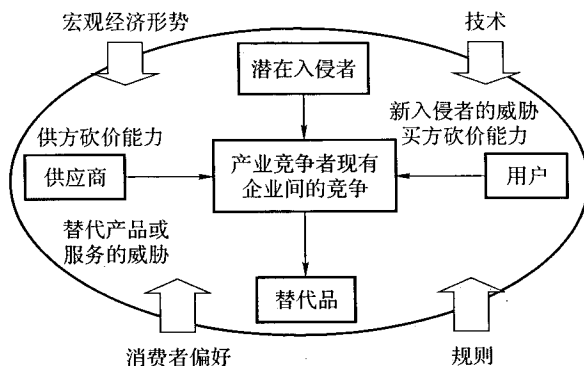 宏观经济形势
技术
潜在入侵者
新入侵者的威胁
买方砍价能力
供方砍价能力
供应商
产业竞争者现有
企业间的竞争
用户
替代产品或
服务的威胁
替代品
消费者偏好
规则